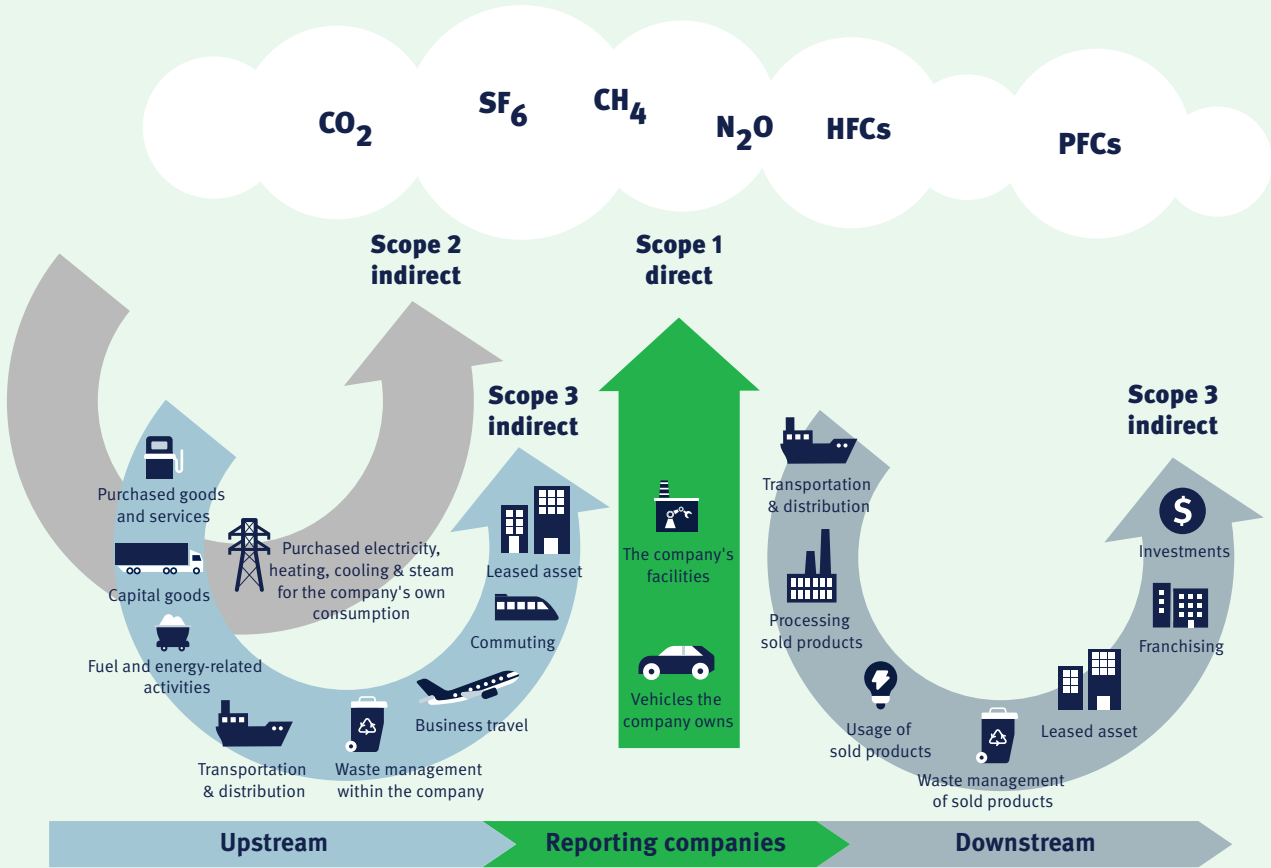 CO2
SF6
CH4
N2O
HFCs
PFCs
Scope 2
indirect
Scope 1
direct
Scope 3
indirect
Scope 3
indirect
Purchased goods
and services
Capital goods
Fuel and energy-related
activities
Transportation
& distribution
Waste management
within the company
Business travel
Commuting
Leased asset
Purchased electricity,
heating, cooling & steam
for the company's own
consumption
The company's
facilities
Vehicles the
company owns
Transportation
& distribution
Processing
sold products
Usage of
sold products
Waste management
of sold products
Leased asset
Franchising
Investments
$
Upstream
Reporting companies
Downstream